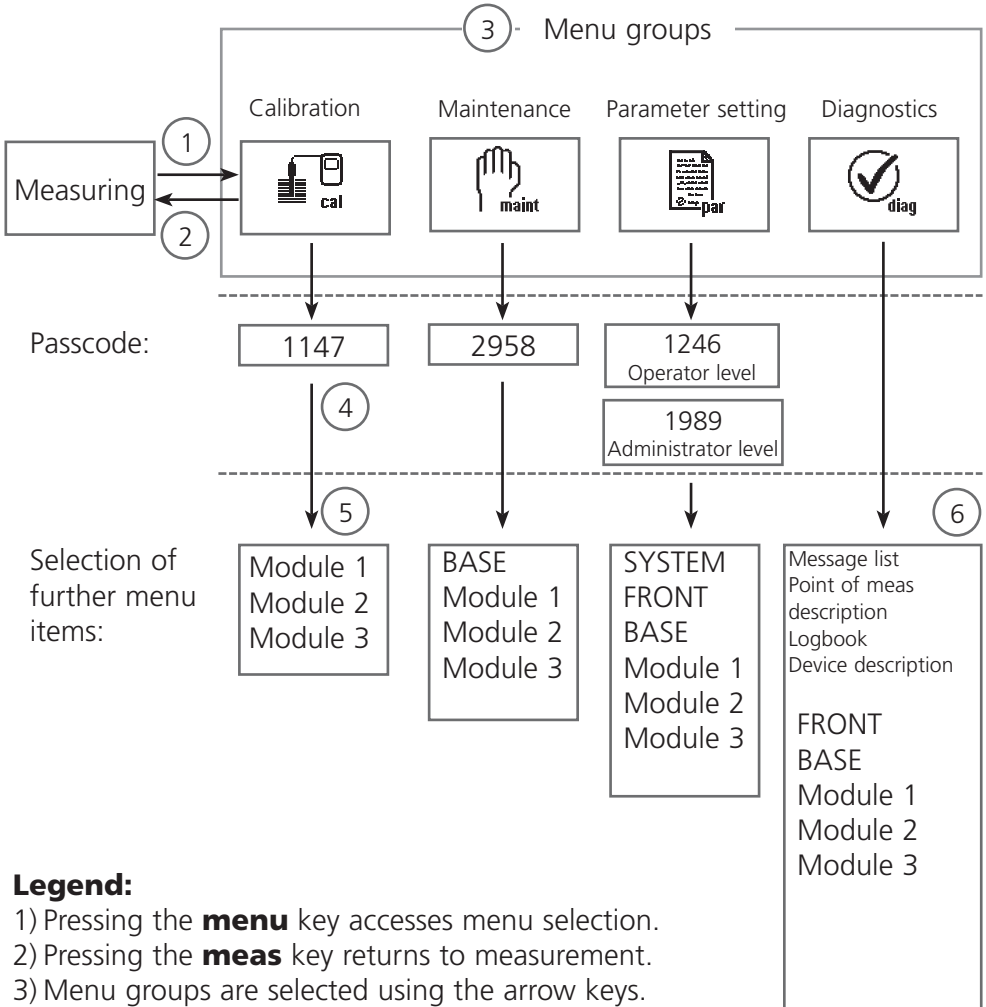 3 Menu groups
Calibration Maintenance Parameter setting Diagnostics
1
Measuring
cal maint par diag
2
Passcode: 1147 2958 1246
Operator level
4
1989
Administrator level
5 6
Selection of
further menu
items:
Module 1
Module 2
Module 3
BASE
Module 1
Module 2
Module 3
SYSTEM
FRONT
BASE
Module 1
Module 2
Module 3
Message list
Point of meas
description
Logbook
Device description
FRONT
BASE
Module 1
Module 2
Module 3
Legend:
1) Pressing the menu key accesses menu selection.
2) Pressing the meas key returns to measurement.
3) Menu groups are selected using the arrow keys.